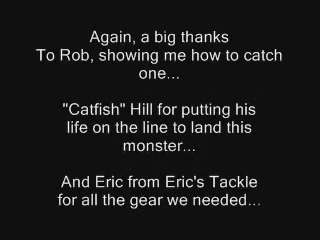 Again, a big thanks
To Rob, showing me how to catch
one...
"Catfish" Hill for putting his
life on the line to land this
monster...
And Eric from Eric's Tackle
for all the gear we needed...